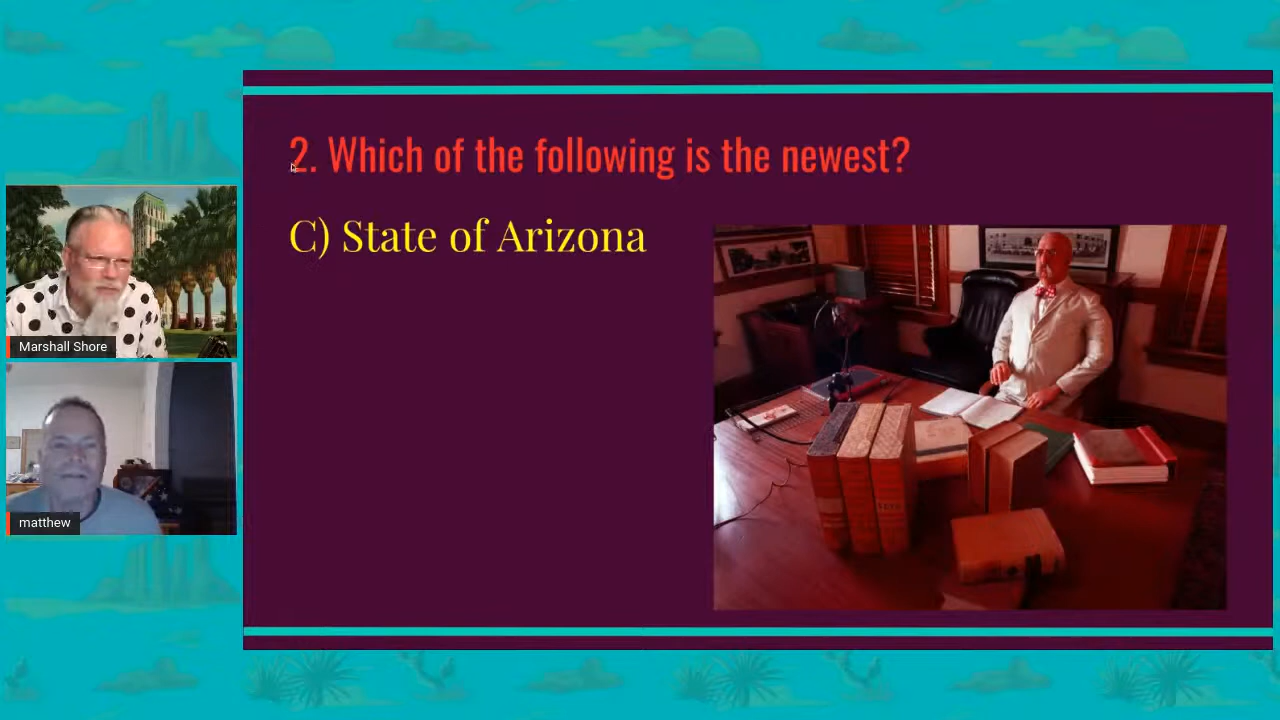 2. Which of the following is the newest?
C) State of Arizona
Marshall Shore
matthew